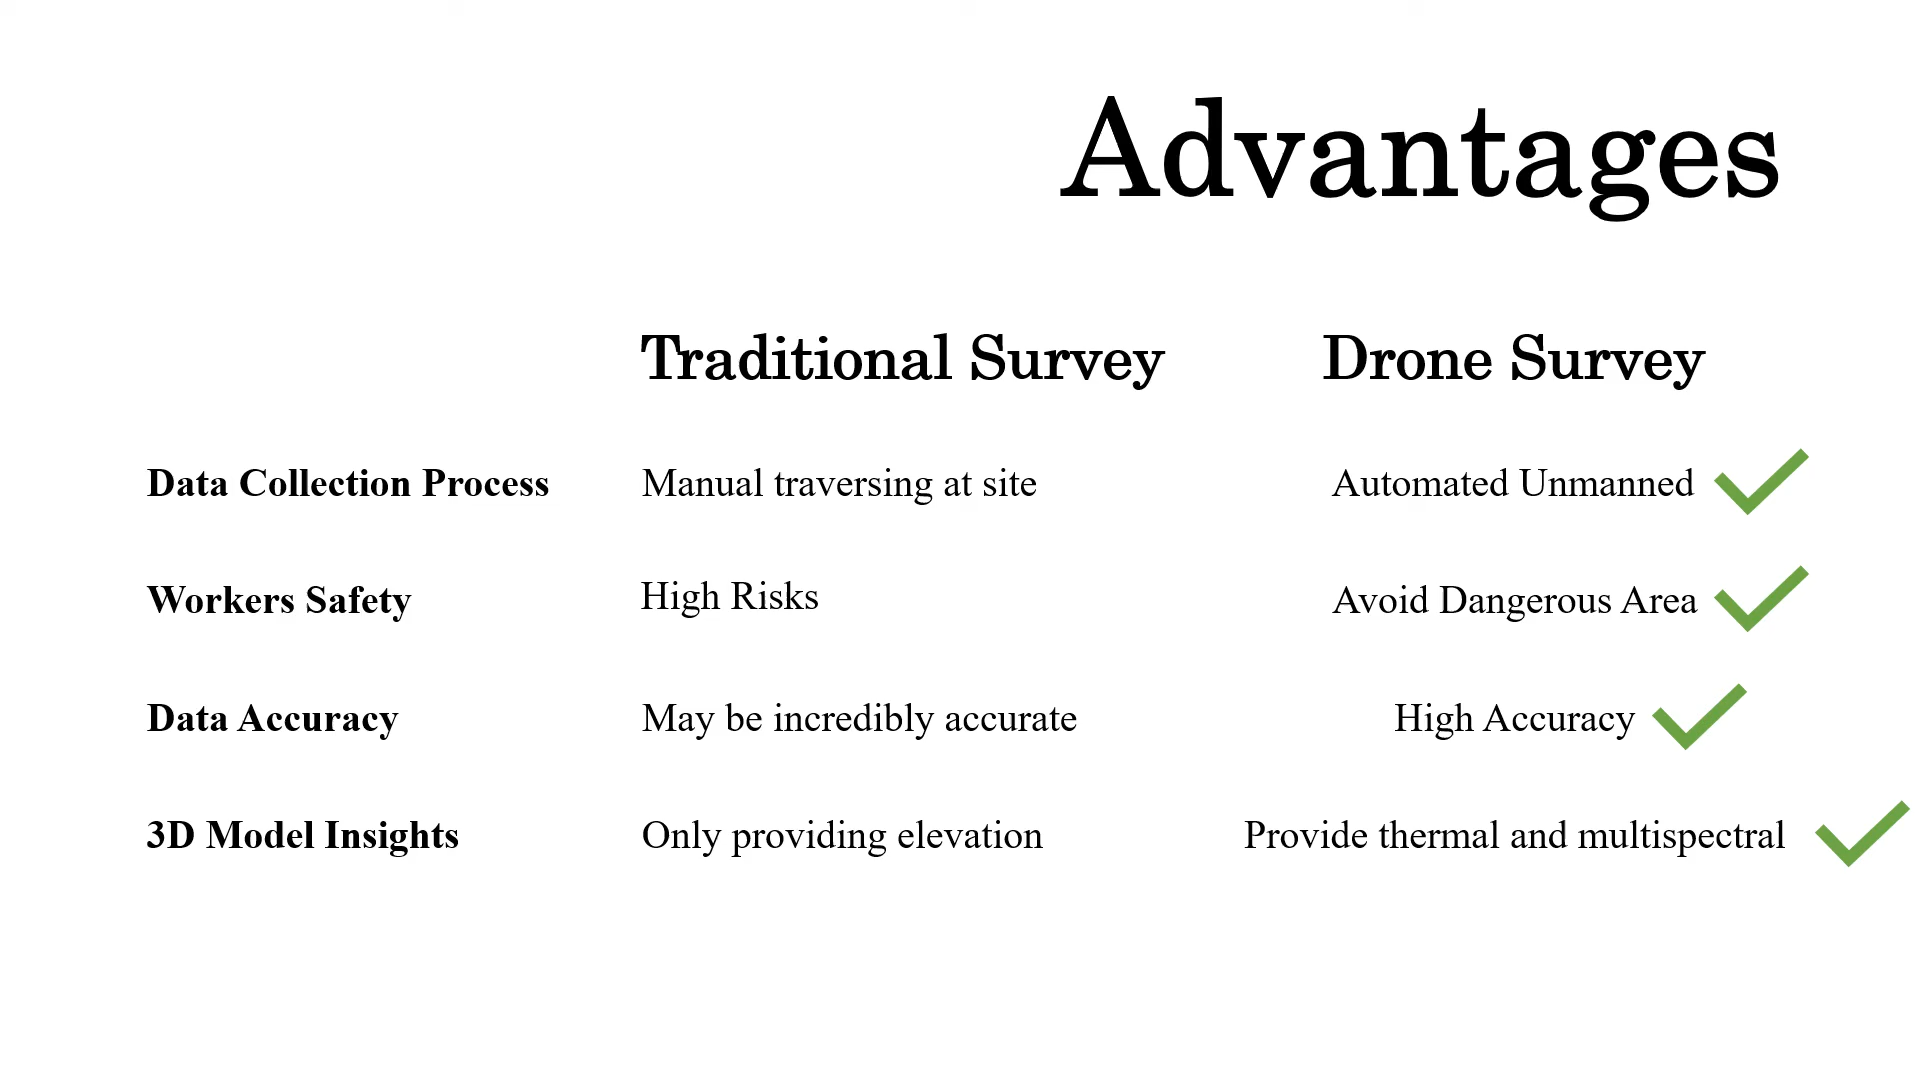 Advantages
Traditional Survey Drone Survey
Data Collection Process Manual traversing at site Automated Unmanned
Workers Safety High Risks Avoid Dangerous Area
Data Accuracy May be incredibly accurate High Accuracy
3D Model Insights Only providing elevation Provide thermal and multispectral